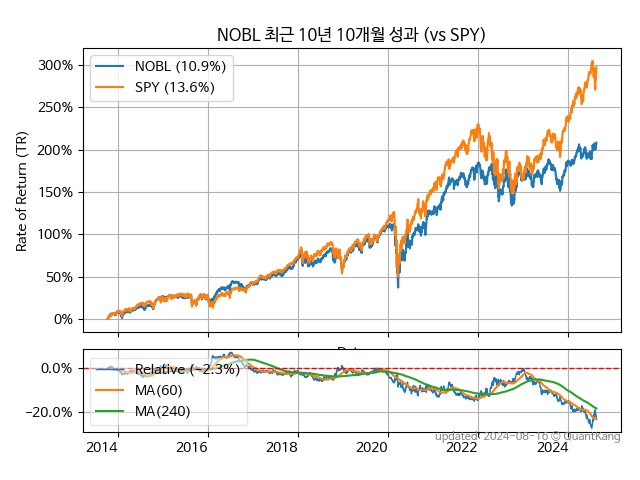 NOBL 최근 10년 10개월 성과 (vs SPY)
NOBL (10.9%)
SPY (13.6%)
Rate of Return (TR)
300%
250%
200%
150%
100%
50%
0%
Relative (−2.3%)
MA(60)
MA(240)
0.0%
−20.0%
updated: 2024-08-16 © QuantKang
2014 2016 2018 2020 2022 2024